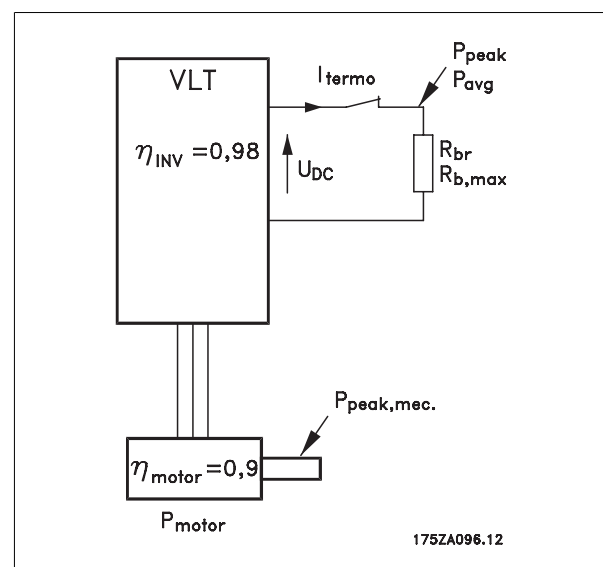 P_peak
P_avg
I_termo
VLT
η_INV =0,98
U_DC
R_br
R_b,max
P_peak,mec.
η_motor =0,9
P_motor
175ZA096.12